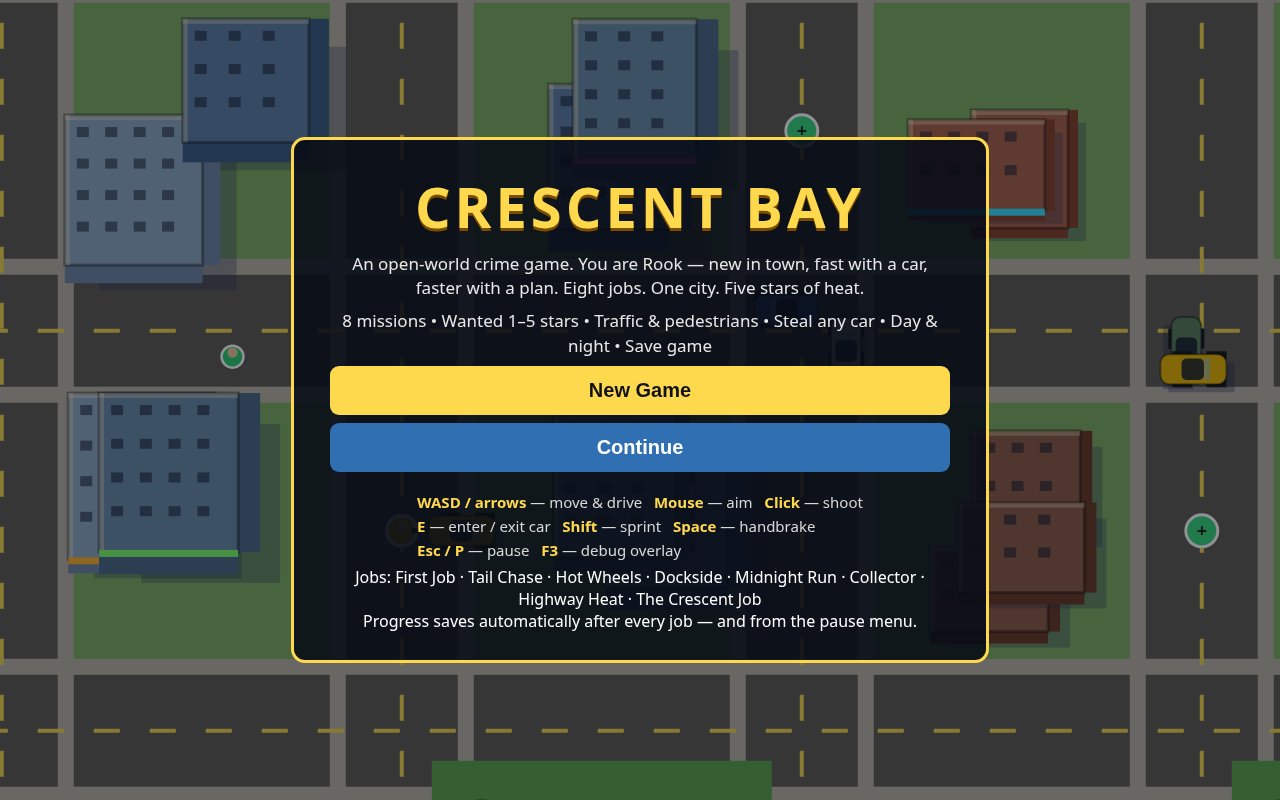 CRESCENT BAY
An open-world crime game. You are Rook — new in town, fast with a car,
faster with a plan. Eight jobs. One city. Five stars of heat.
8 missions • Wanted 1–5 stars • Traffic & pedestrians • Steal any car • Day &
night • Save game
New Game
Continue
WASD / arrows — move & drive Mouse — aim Click — shoot
E — enter / exit car Shift — sprint Space — handbrake
Esc / P — pause F3 — debug overlay
Jobs: First Job · Tail Chase · Hot Wheels · Dockside · Midnight Run · Collector ·
Highway Heat · The Crescent Job
Progress saves automatically after every job — and from the pause menu.